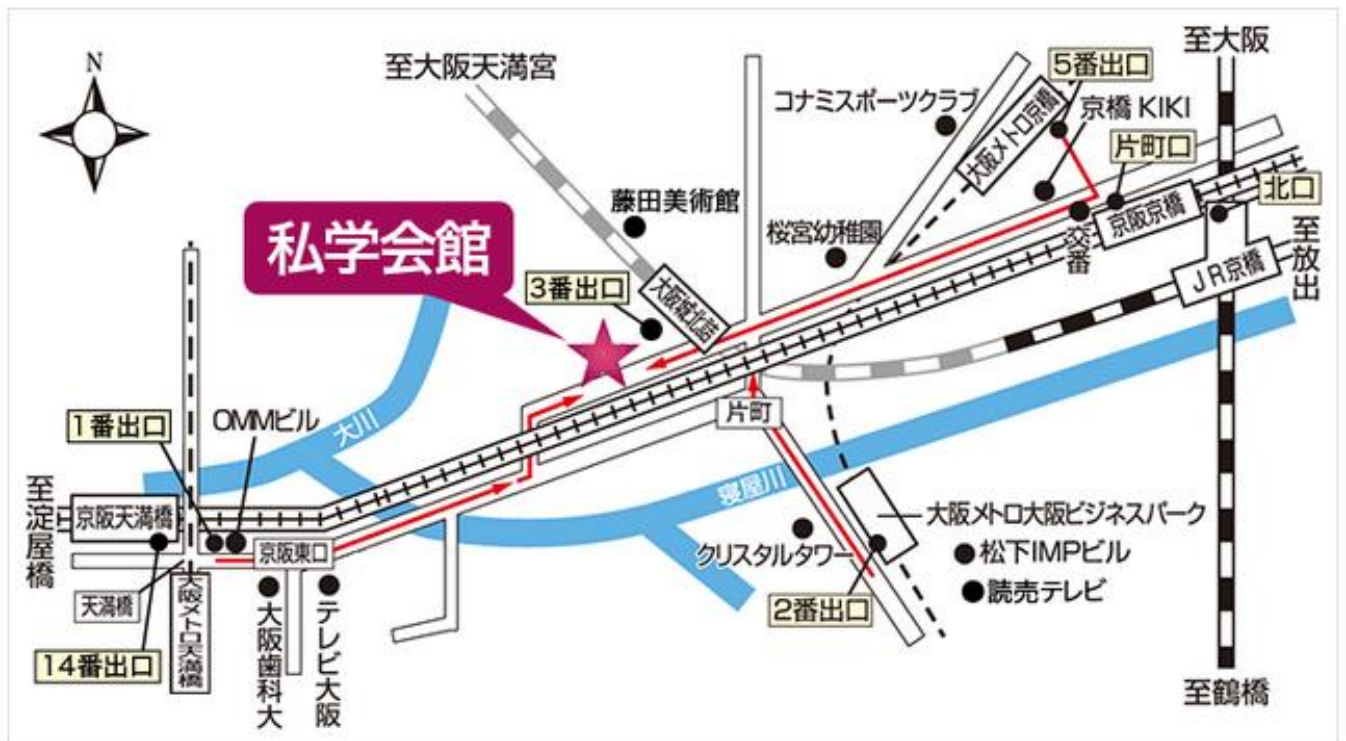 N
至大阪天満宮
至大阪
5番出口
コナミスポーツクラブ
京橋 KIKI
大阪メトロ京橋
片町口
藤田美術館
北口
京阪京橋
私学会館
桜宮幼稚園
交番
至放出
3番出口
大阪城北詰
JR京橋
1番出口
OMMビル
大川
片町
至淀屋橋
京阪天満橋
寝屋川
京阪東口
大阪メトロ大阪ビジネスパーク
クリスタルタワー
松下IMPビル
天満橋
大阪メトロ天満橋
2番出口
読売テレビ
14番出口
大阪歯科大
テレビ大阪
至鶴橋